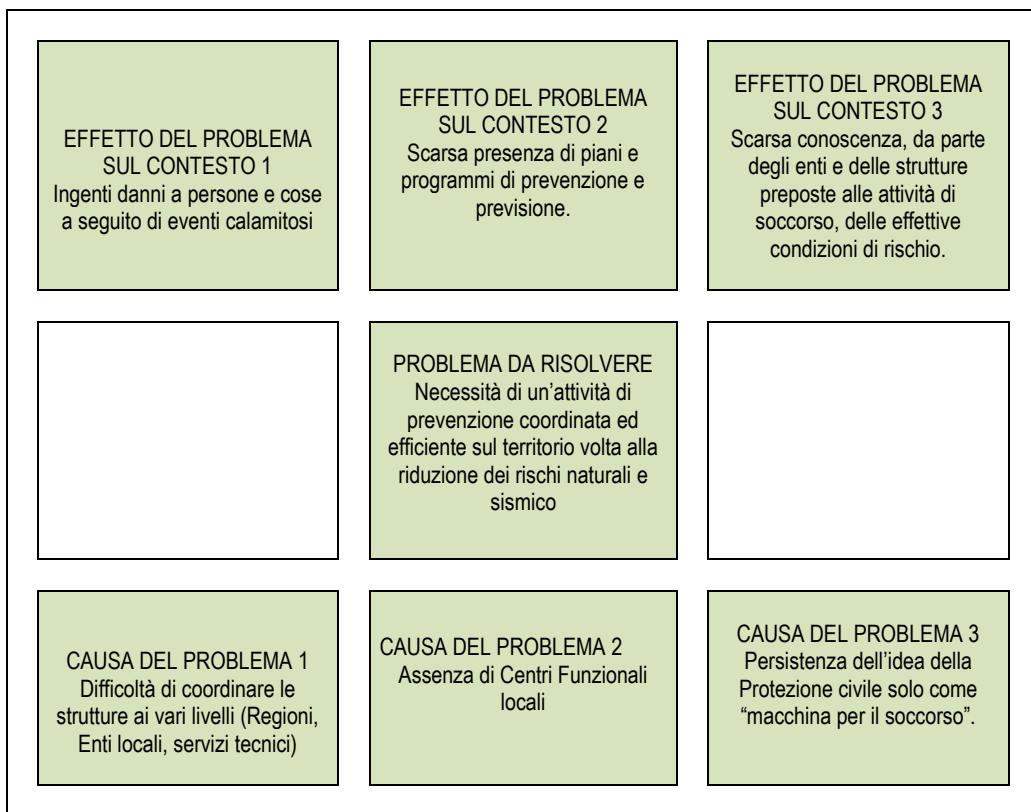 EFFETTO DEL PROBLEMA
SUL CONTESTO 1
Ingenti danni a persone e cose
a seguito di eventi calamitosi
EFFETTO DEL PROBLEMA
SUL CONTESTO 2
Scarsa presenza di piani e
programmi di prevenzione e
previsione.
EFFETTO DEL PROBLEMA
SUL CONTESTO 3
Scarsa conoscenza, da parte
degli enti e delle strutture
preposte alle attività di
soccorso, delle effettive
condizioni di rischio.
PROBLEMA DA RISOLVERE
Necessità di un’attività di
prevenzione coordinata ed
efficiente sul territorio volta alla
riduzione dei rischi naturali e
sismico
CAUSA DEL PROBLEMA 1
Difficoltà di coordinare le
strutture ai vari livelli (Regioni,
Enti locali, servizi tecnici)
CAUSA DEL PROBLEMA 2
Assenza di Centri Funzionali
locali
CAUSA DEL PROBLEMA 3
Persistenza dell’idea della
Protezione civile solo come
“macchina per il soccorso”.